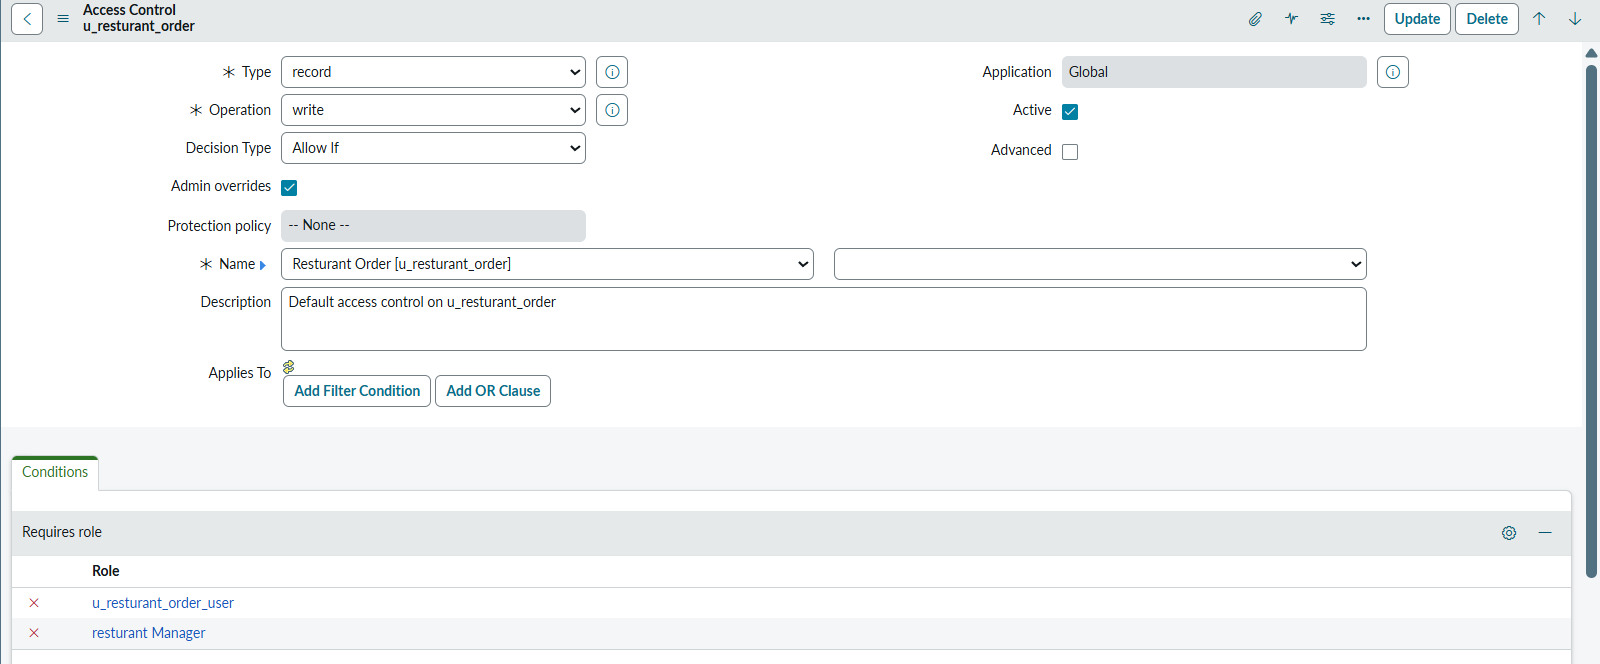 Access Control
u_resturant_order
Update
Delete
Type
record
Application
Global
Operation
write
Active
Decision Type
Allow If
Advanced
Admin overrides
Protection policy
-- None --
Name
Resturant Order [u_resturant_order]
Description
Default access control on u_resturant_order
Applies To
Add Filter Condition
Add OR Clause
Conditions
Requires role
Role
u_resturant_order_user
resturant Manager